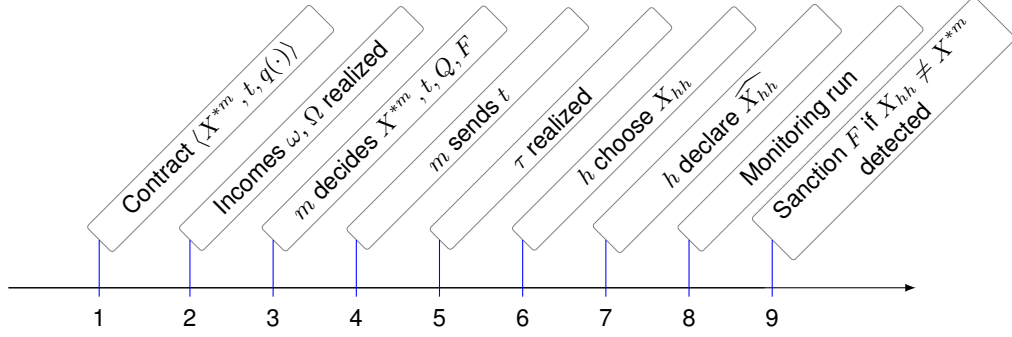 Contract ⟨X*ᵐ, t, q(·)⟩
Incomes ω, Ω realized
m decides X*ᵐ, t, Q, F
m sends t
τ realized
h choose Xₕₕ
h declare X̂ₕₕ
Monitoring run
Sanction F if Xₕₕ ≠ X*ᵐ
detected
1 2 3 4 5 6 7 8 9